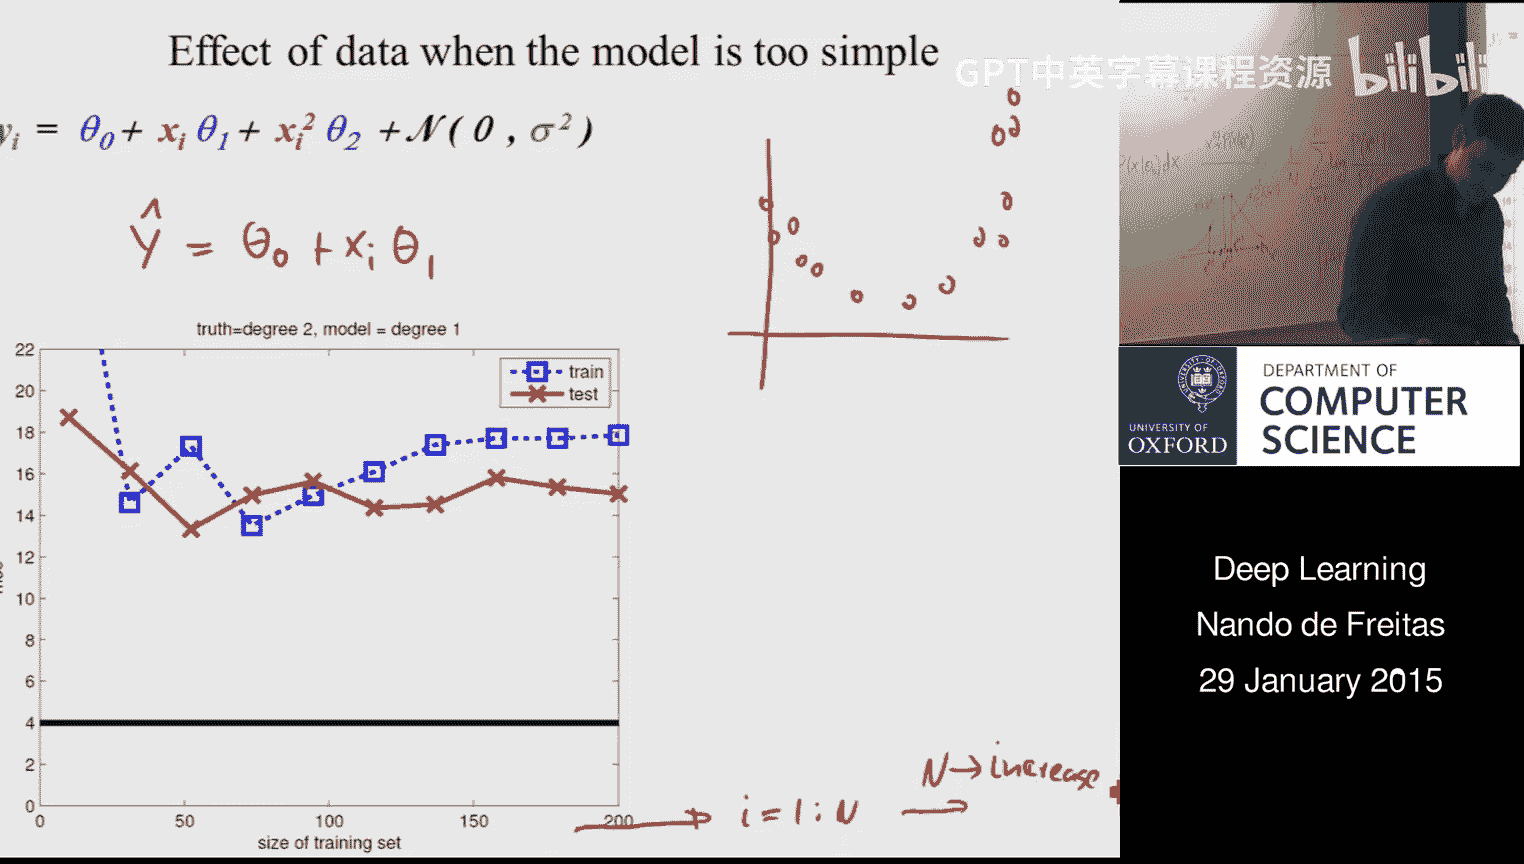 Effect of data when the model is too simple
GPT中英字幕课程资源 bilibili
yᵢ = θ₀ + xᵢ θ₁ + xᵢ² θ₂ + 𝒩( 0 , σ² )
Ŷ = θ₀ + xᵢ θ₁
truth=degree 2, model = degree 1
train
test
22
20
18
16
14
12
10
8
6
4
2
0
0 50 100 150 200
size of training set
i = 1 : N
N → increase
UNIVERSITY OF
OXFORD
DEPARTMENT OF
COMPUTER
SCIENCE
Deep Learning
Nando de Freitas
29 January 2015